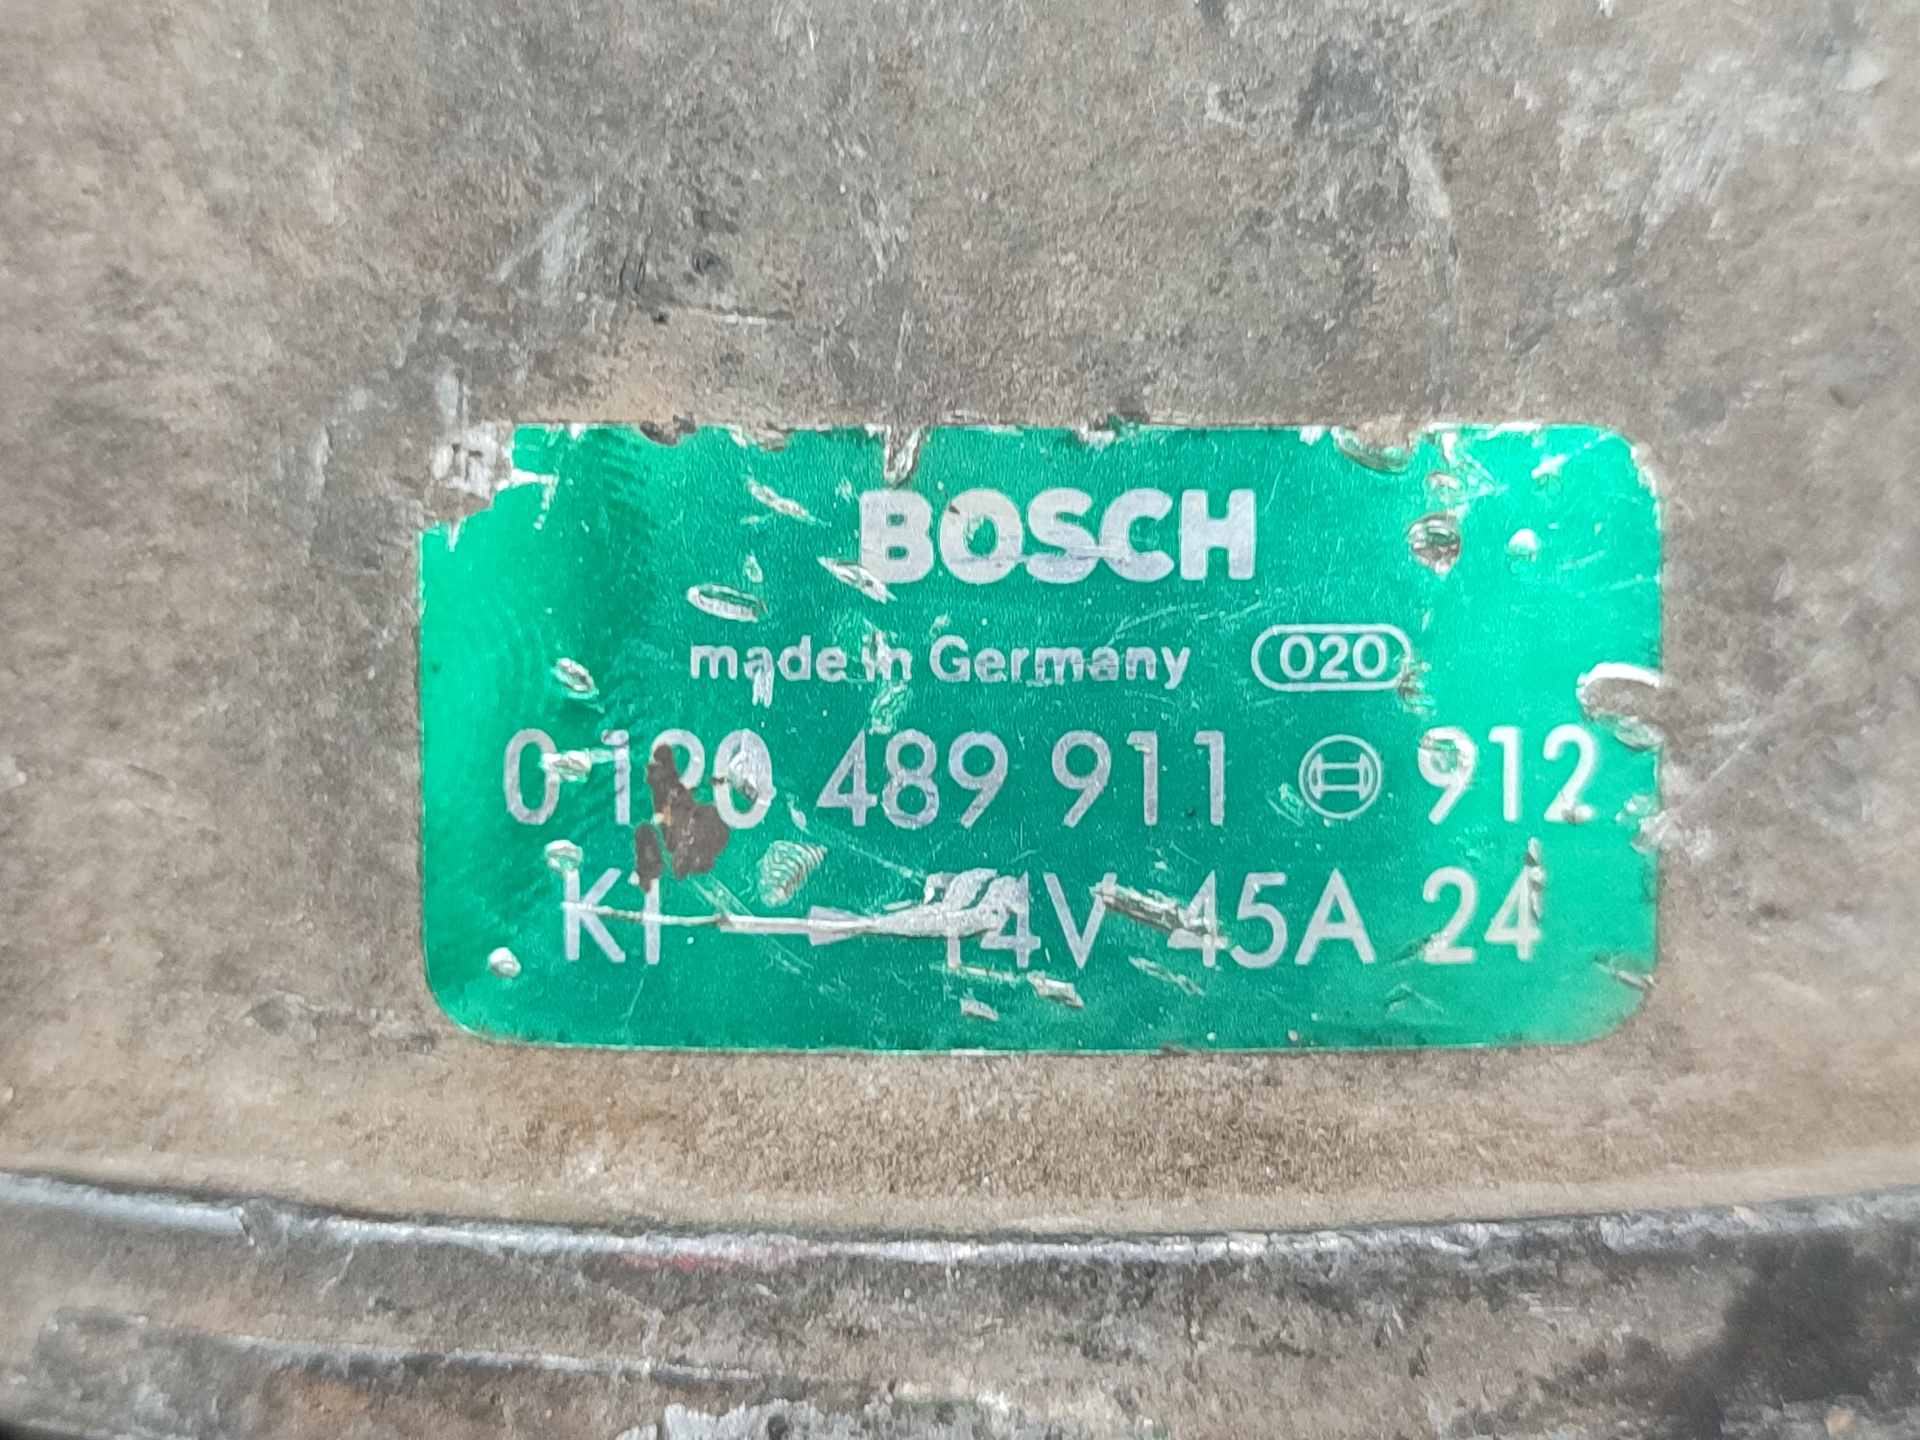 BOSCH
made in Germany 020
0 120 489 911 912
K1 → 14V 45A 24